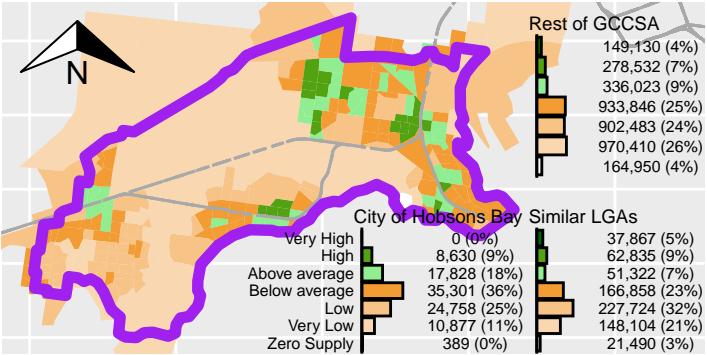 N
Rest of GCCSA
149,130 (4%)
278,532 (7%)
336,023 (9%)
933,846 (25%)
902,483 (24%)
970,410 (26%)
164,950 (4%)
City of Hobsons Bay Similar LGAs
Very High 0 (0%) 37,867 (5%)
High 8,630 (9%) 62,835 (9%)
Above average 17,828 (18%) 51,322 (7%)
Below average 35,301 (36%) 166,858 (23%)
Low 24,758 (25%) 227,724 (32%)
Very Low 10,877 (11%) 148,104 (21%)
Zero Supply 389 (0%) 21,490 (3%)